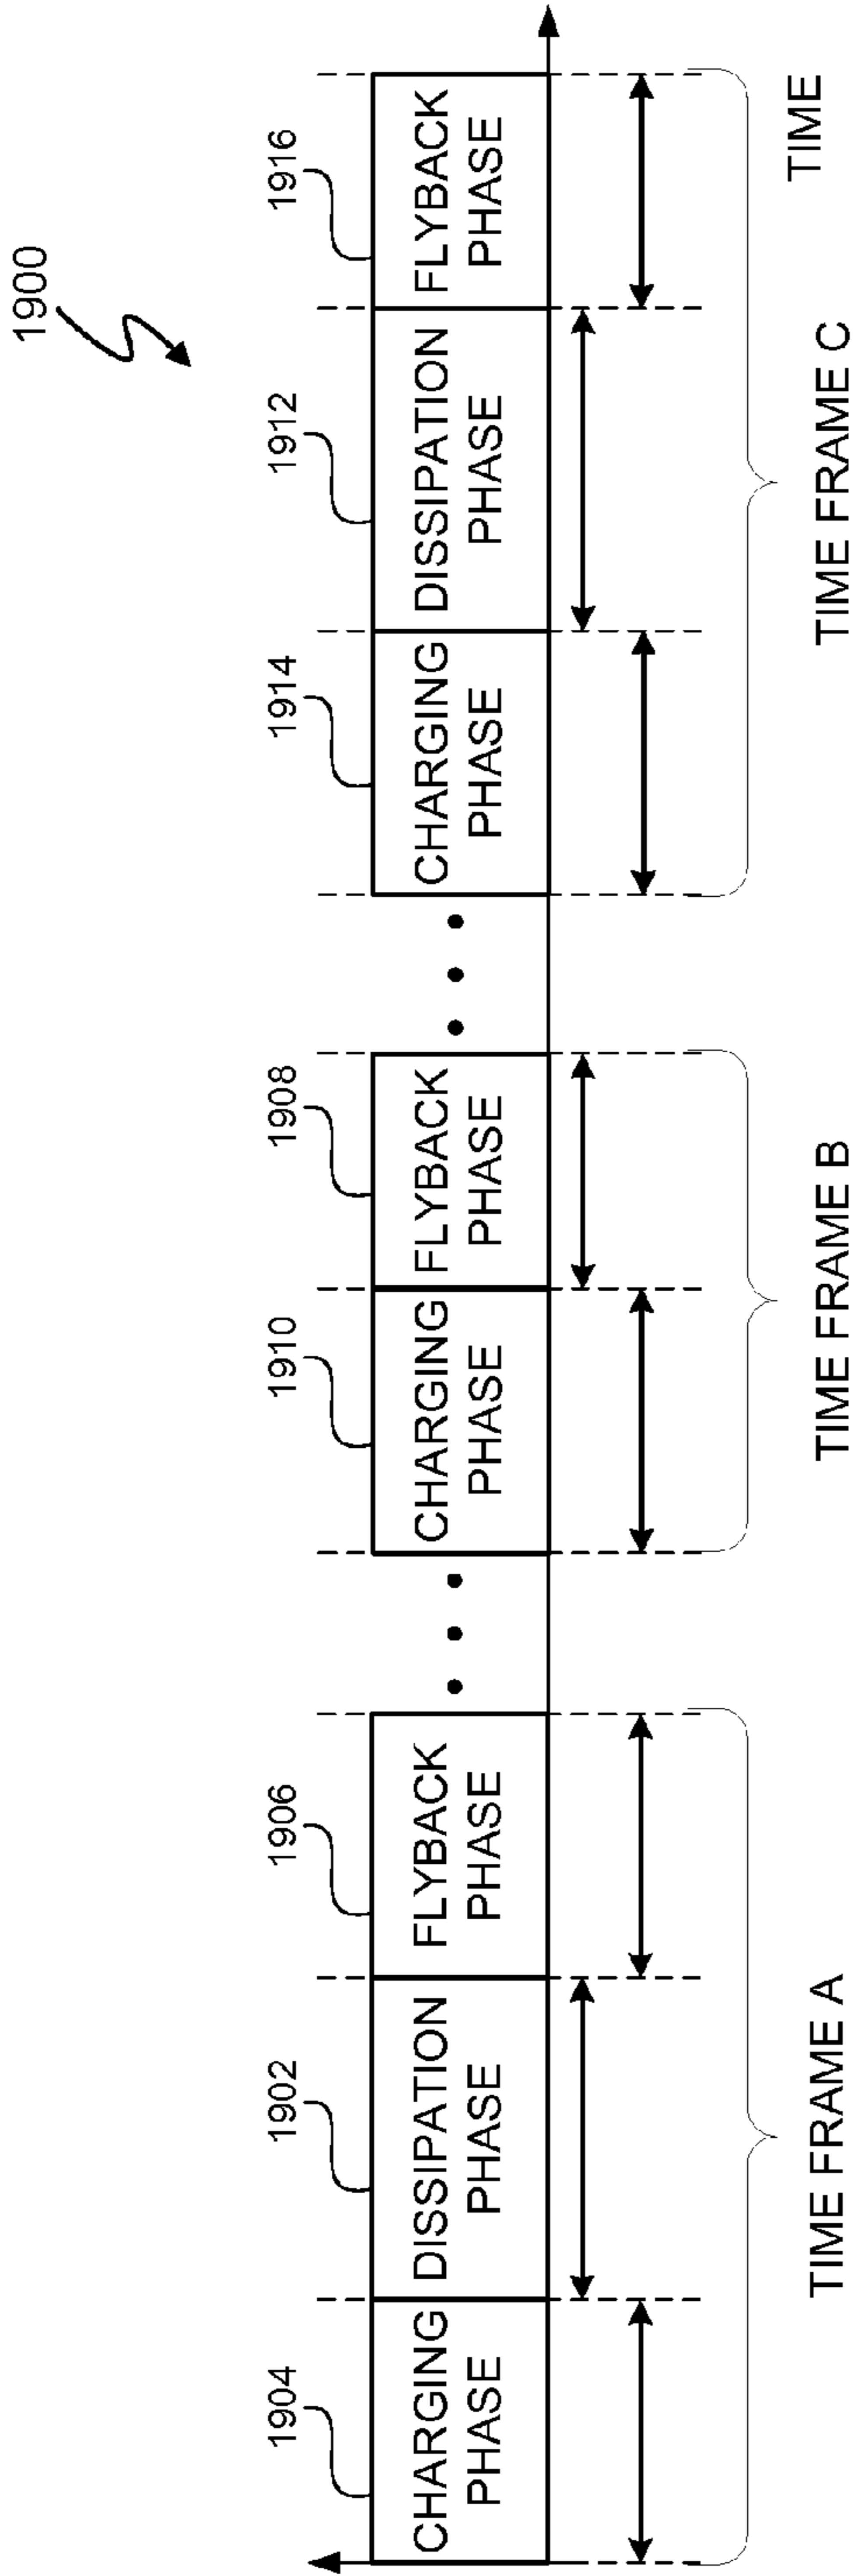 1900
1904
1902
1906
1910
1908
1914
1912
1916
CHARGING
PHASE
DISSIPATION
PHASE
FLYBACK
PHASE
CHARGING
PHASE
FLYBACK
PHASE
CHARGING
PHASE
DISSIPATION
PHASE
FLYBACK
PHASE
TIME
TIME FRAME A
TIME FRAME B
TIME FRAME C